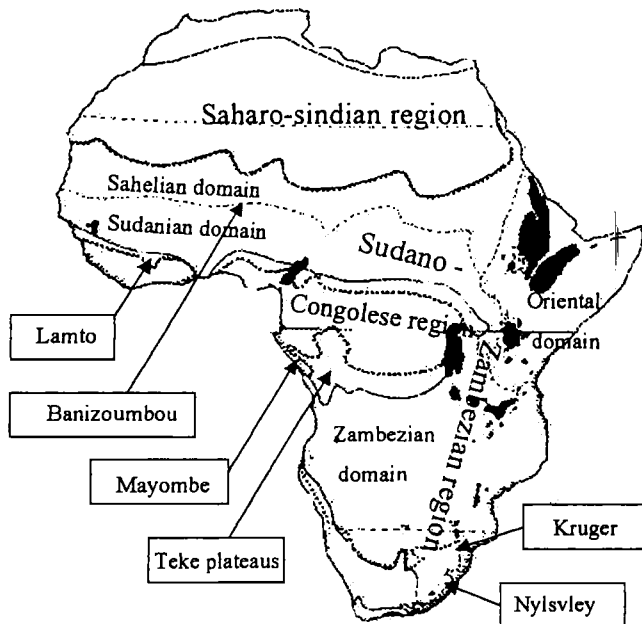 Saharo-sindian region
Sahelian domain
Sudanian domain
Sudano -
Oriental
domain
Congolese region
Zambezian region
Lamto
Banizoumbou
Zambezian
domain
Mayombe
Kruger
Teke plateaus
Nylsvley